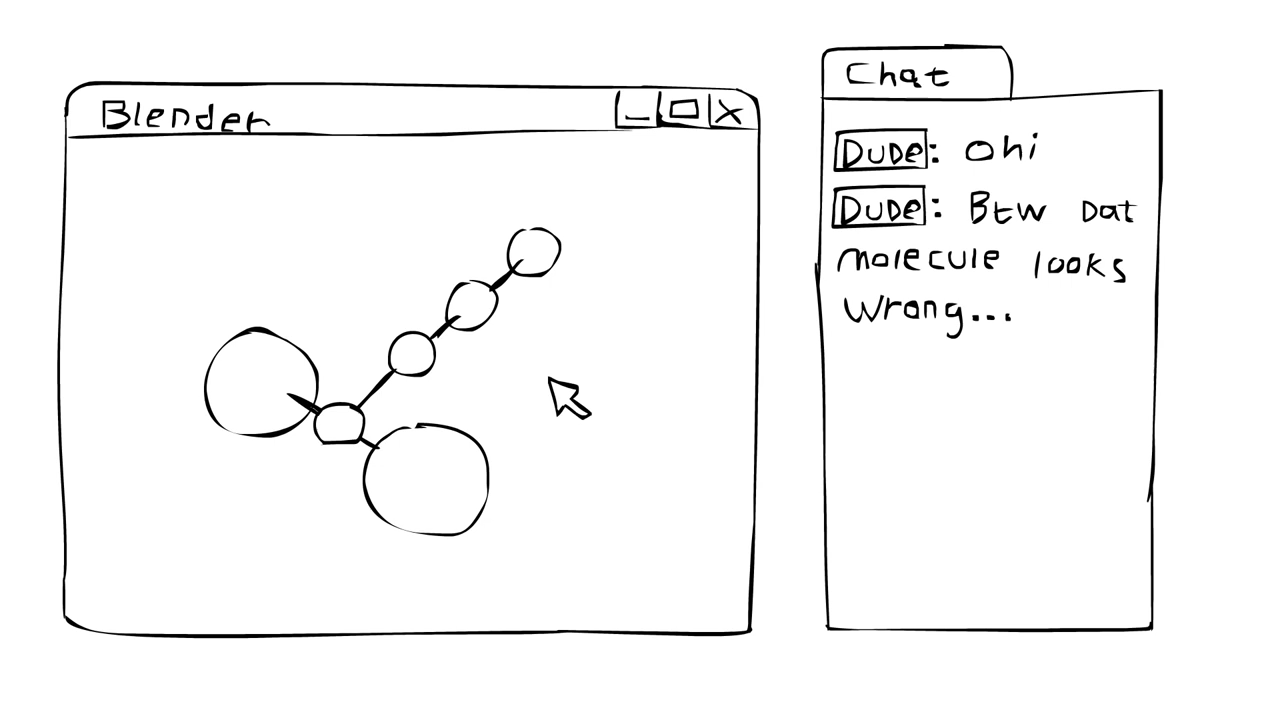 Blender
Chat
Dude: Ohi
Dude: Btw Dat
molecule looks
Wrong...